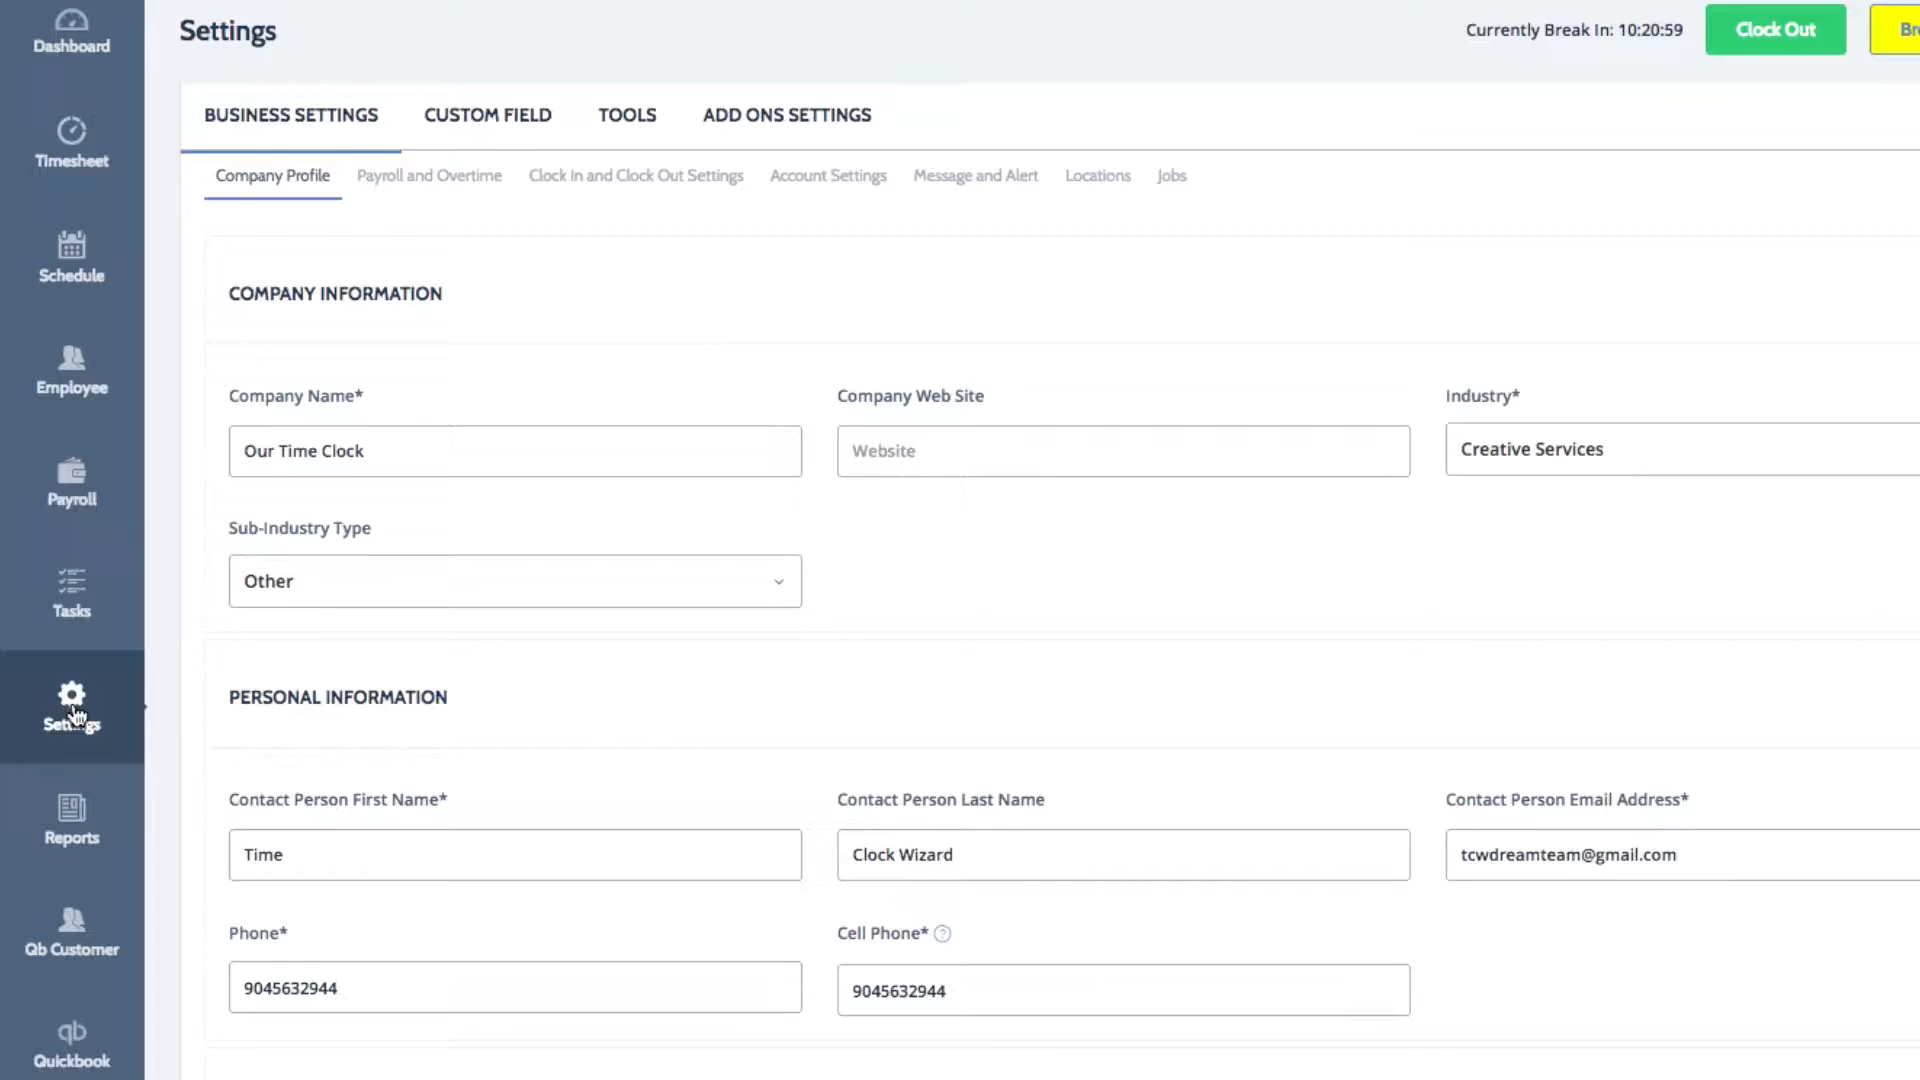 Dashboard
Timesheet
Schedule
Employee
Payroll
Tasks
Settings
Reports
Qb Customer
qb
Quickbook
Settings
Currently Break In: 10:20:59
Clock Out
BUSINESS SETTINGS
CUSTOM FIELD
TOOLS
ADD ONS SETTINGS
Company Profile
Payroll and Overtime
Clock In and Clock Out Settings
Account Settings
Message and Alert
Locations
Jobs
COMPANY INFORMATION
Company Name*
Company Web Site
Industry*
Our Time Clock
Website
Creative Services
Sub-Industry Type
Other
PERSONAL INFORMATION
Contact Person First Name*
Contact Person Last Name
Contact Person Email Address*
Time
Clock Wizard
tcwdreamteam@gmail.com
Phone*
Cell Phone* ?
9045632944
9045632944